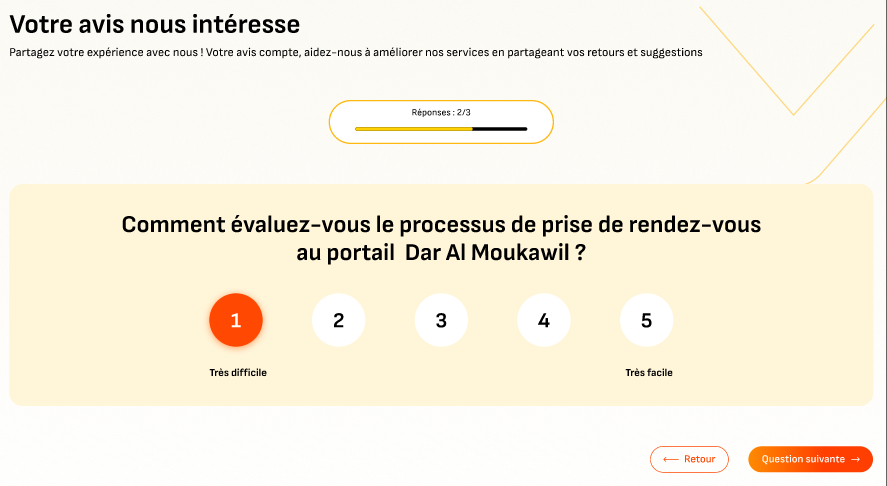 Votre avis nous intéresse
Partagez votre expérience avec nous ! Votre avis compte, aidez-nous à améliorer nos services en partageant vos retours et suggestions
Réponses : 2/3
Comment évaluez-vous le processus de prise de rendez-vous
au portail Dar Al Moukawil ?
1 2 3 4 5
Très difficile Très facile
← Retour Question suivante →